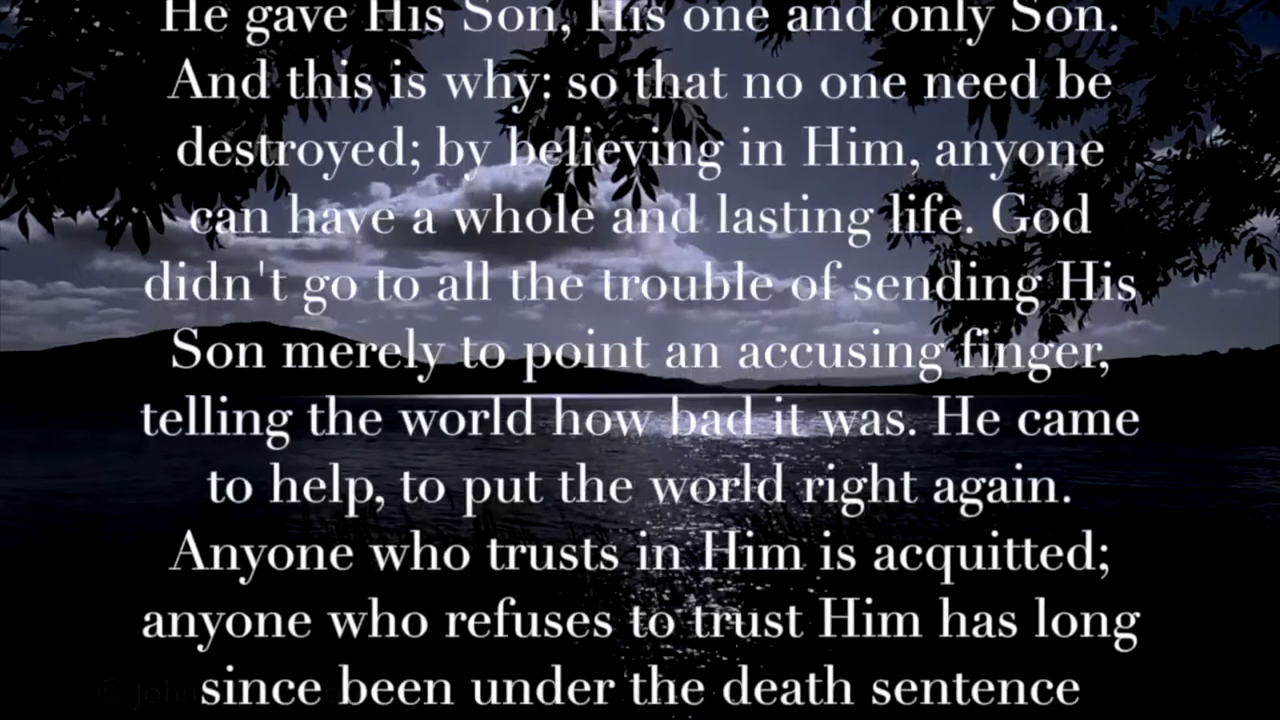 He gave His Son, His one and only Son.
And this is why: so that no one need be
destroyed; by believing in Him, anyone
can have a whole and lasting life. God
didn't go to all the trouble of sending His
Son merely to point an accusing finger,
telling the world how bad it was. He came
to help, to put the world right again.
Anyone who trusts in Him is acquitted;
anyone who refuses to trust Him has long
since been under the death sentence
© John